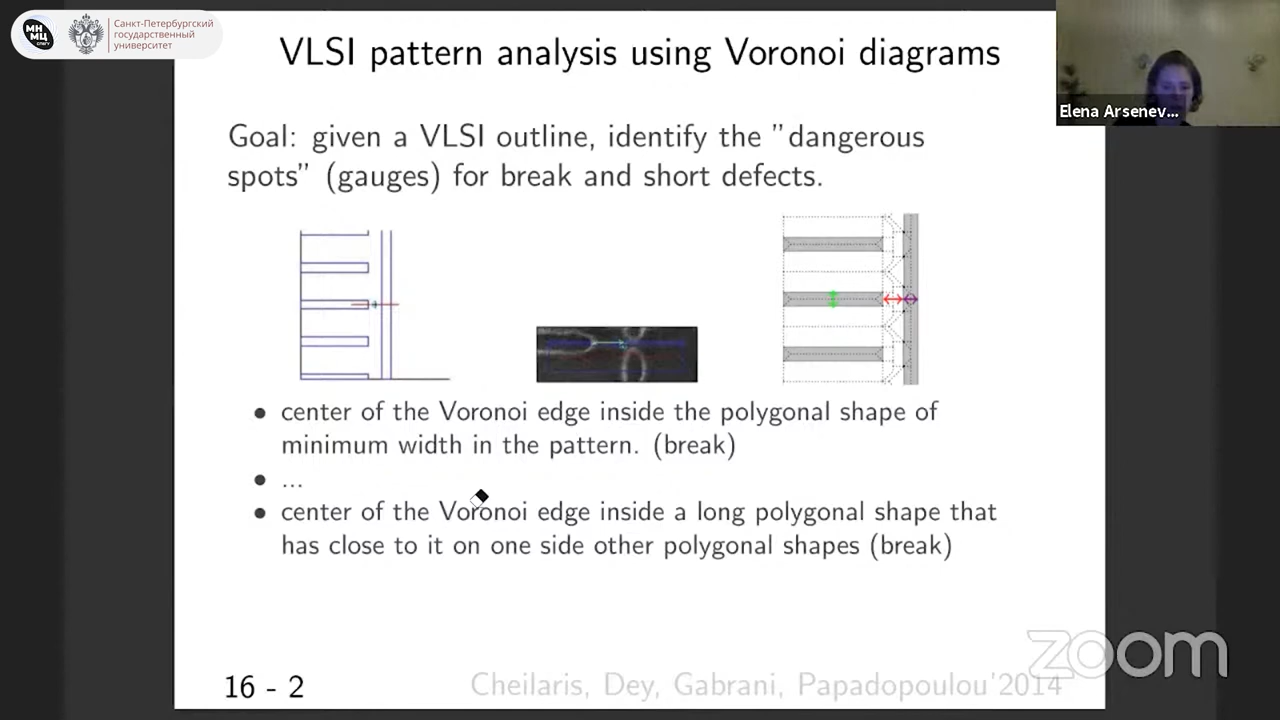 МН
МЦ
СПбГУ
Санкт-Петербургский
государственный
университет
VLSI pattern analysis using Voronoi diagrams
Elena Arsenev...
Goal: given a VLSI outline, identify the "dangerous
spots" (gauges) for break and short defects.
• center of the Voronoi edge inside the polygonal shape of
minimum width in the pattern. (break)
• ...
• center of the Voronoi edge inside a long polygonal shape that
has close to it on one side other polygonal shapes (break)
zoom
16 - 2
Cheilaris, Dey, Gabrani, Papadopoulou'2014